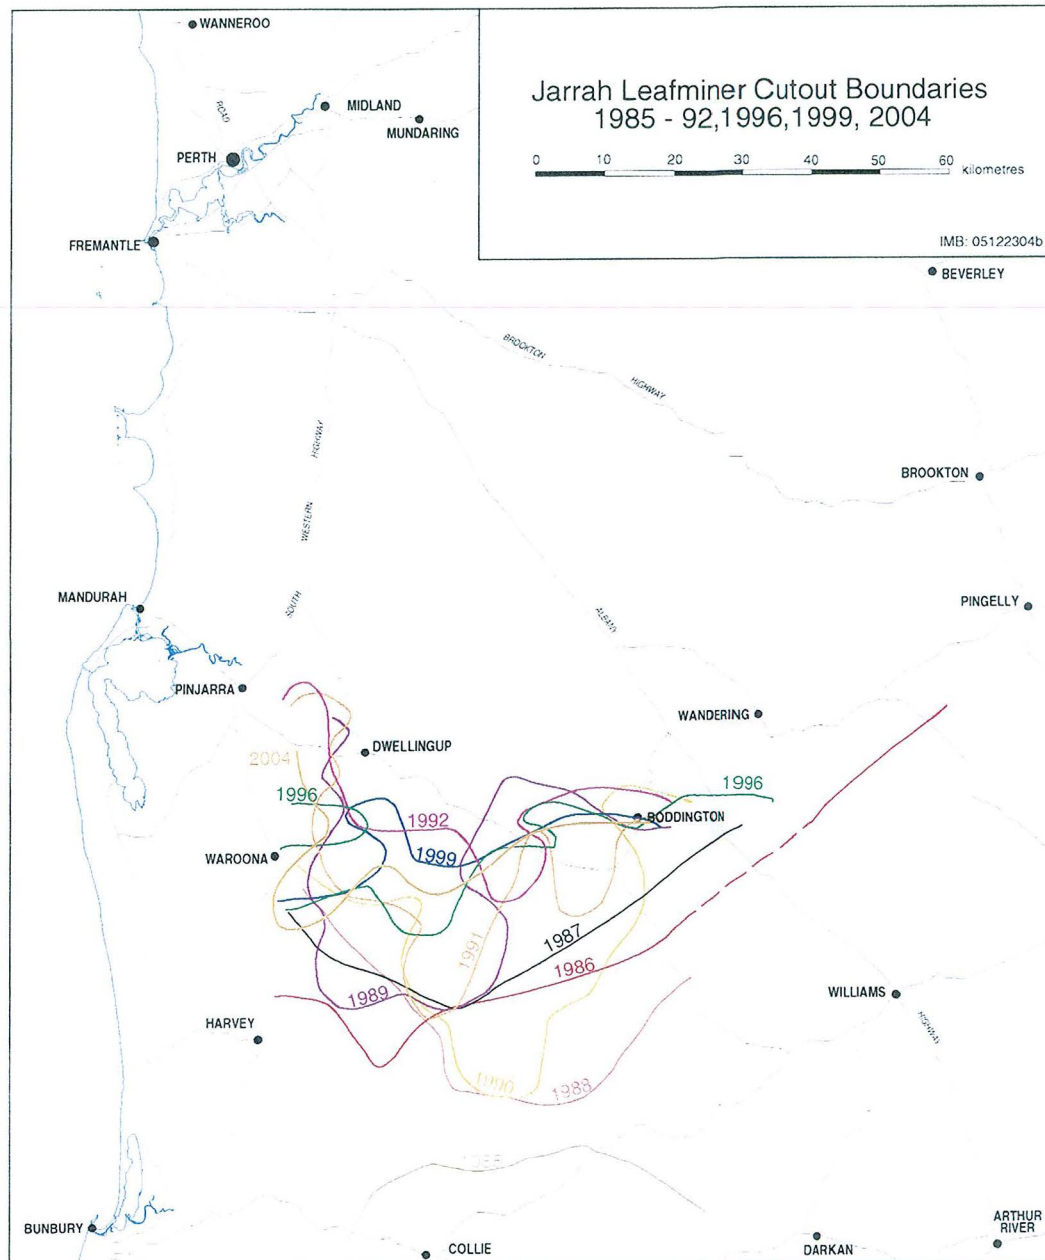 WANNEROO
Jarrah Leafminer Cutout Boundaries
1985 - 92,1996,1999, 2004
0 10 20 30 40 50 60 kilometres
IMB: 05122304b
MIDLAND
ROAD
MUNDARING
PERTH
FREMANTLE
BEVERLEY
BROOKTON
HIGHWAY
HIGHWAY
WESTERN
SOUTH
BROOKTON
MANDURAH
ALBANY
PINGELLY
PINJARRA
WANDERING
DWELLINGUP
2004
1996
1996
1992
BODDINGTON
WAROONA
1999
1987
1991
1986
1989
WILLIAMS
HIGHWAY
HARVEY
1990
1988
BUNBURY
COLLIE
DARKAN
ARTHUR
RIVER